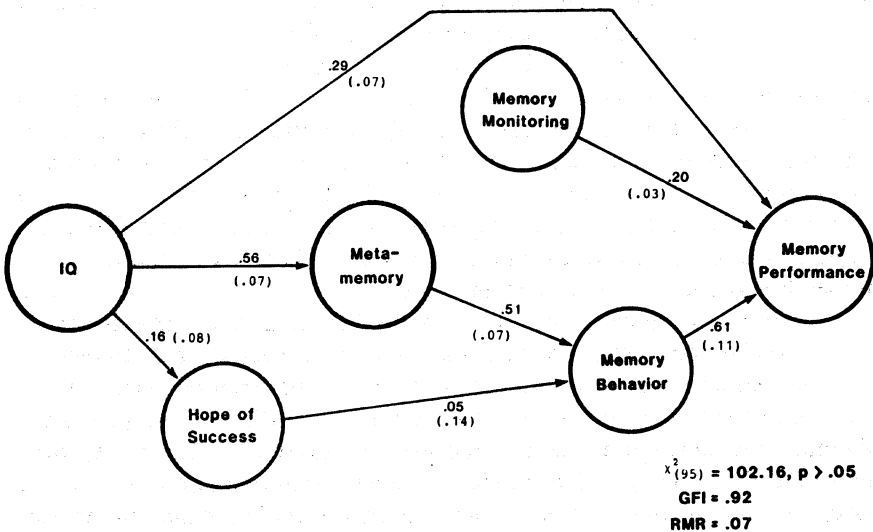 .29
(.07)
Memory
Monitoring
.20
(.03)
IQ
.56
(.07)
Meta-
memory
Memory
Performance
.16 (.08)
.51
(.07)
.61
(.11)
Memory
Behavior
Hope of
Success
.05
(.14)
χ²(95) = 102.16, p > .05
GFI = .92
RMR = .07